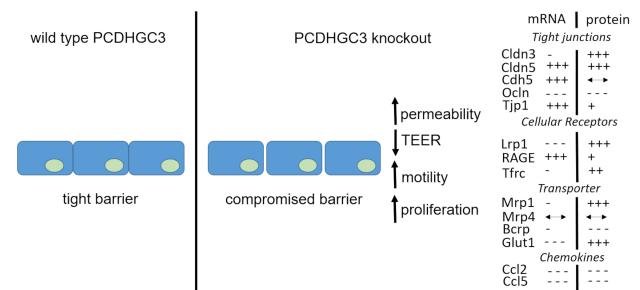 wild type PCDHGC3
PCDHGC3 knockout
tight barrier
compromised barrier
permeability
TEER
motility
proliferation
mRNA protein
Tight junctions
Cldn3 - +++
Cldn5 +++ +++
Cdh5 +++ ↔
Ocln - - - - - -
Tjp1 +++ +
Cellular Receptors
Lrp1 - - - +++
RAGE +++ +
Tfrc - ++
Transporter
Mrp1 - +++
Mrp4 ↔ ↔
Bcrp - - - -
Glut1 - - - +++
Chemokines
Ccl2 - - - - - -
Ccl5 - - - - - -